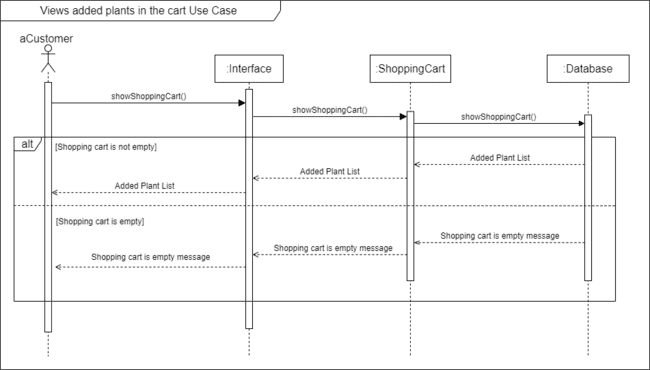 Views added plants in the cart Use Case
aCustomer
:Interface
:ShoppingCart
:Database
showShoppingCart()
showShoppingCart()
showShoppingCart()
alt
[Shopping cart is not empty]
Added Plant List
Added Plant List
Added Plant List
[Shopping cart is empty]
Shopping cart is empty message
Shopping cart is empty message
Shopping cart is empty message